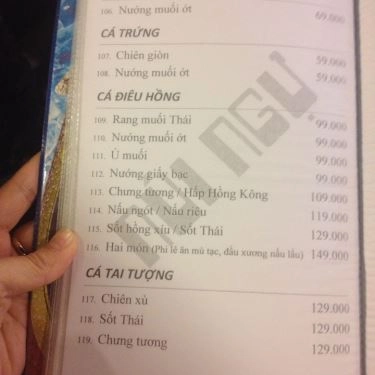 106. Nướng muối ớt 69.000
CÁ TRỨNG
107. Chiên giòn 59.000
108. Nướng muối ớt 59.000
CÁ ĐIÊU HỒNG
109. Rang muối Thái 99.000
110. Nướng muối ớt 99.000
111. Ủ muối 99.000
112. Nướng giấy bạc 99.000
113. Chưng tương / Hấp Hồng Kông 109.000
114. Nấu ngót / Nấu riêu 119.000
115. Sốt hồng xíu / Sốt Thái 129.000
116. Hai món (Phi lê ăn mù tạc, đầu xương nấu lẩu) 149.000
CÁ TAI TƯỢNG
117. Chiên xù 129.000
118. Sốt Thái 129.000
119. Chưng tương 129.000